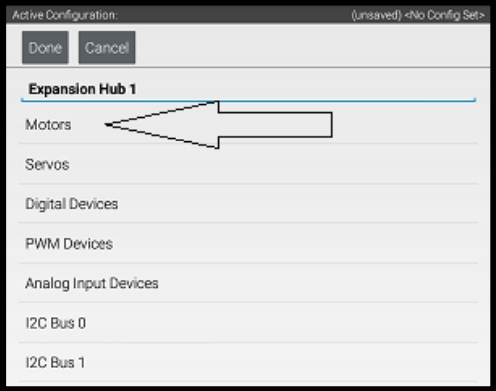 Active Configuration: (unsaved) <No Config Set>
Done Cancel
Expansion Hub 1
Motors
Servos
Digital Devices
PWM Devices
Analog Input Devices
I2C Bus 0
I2C Bus 1